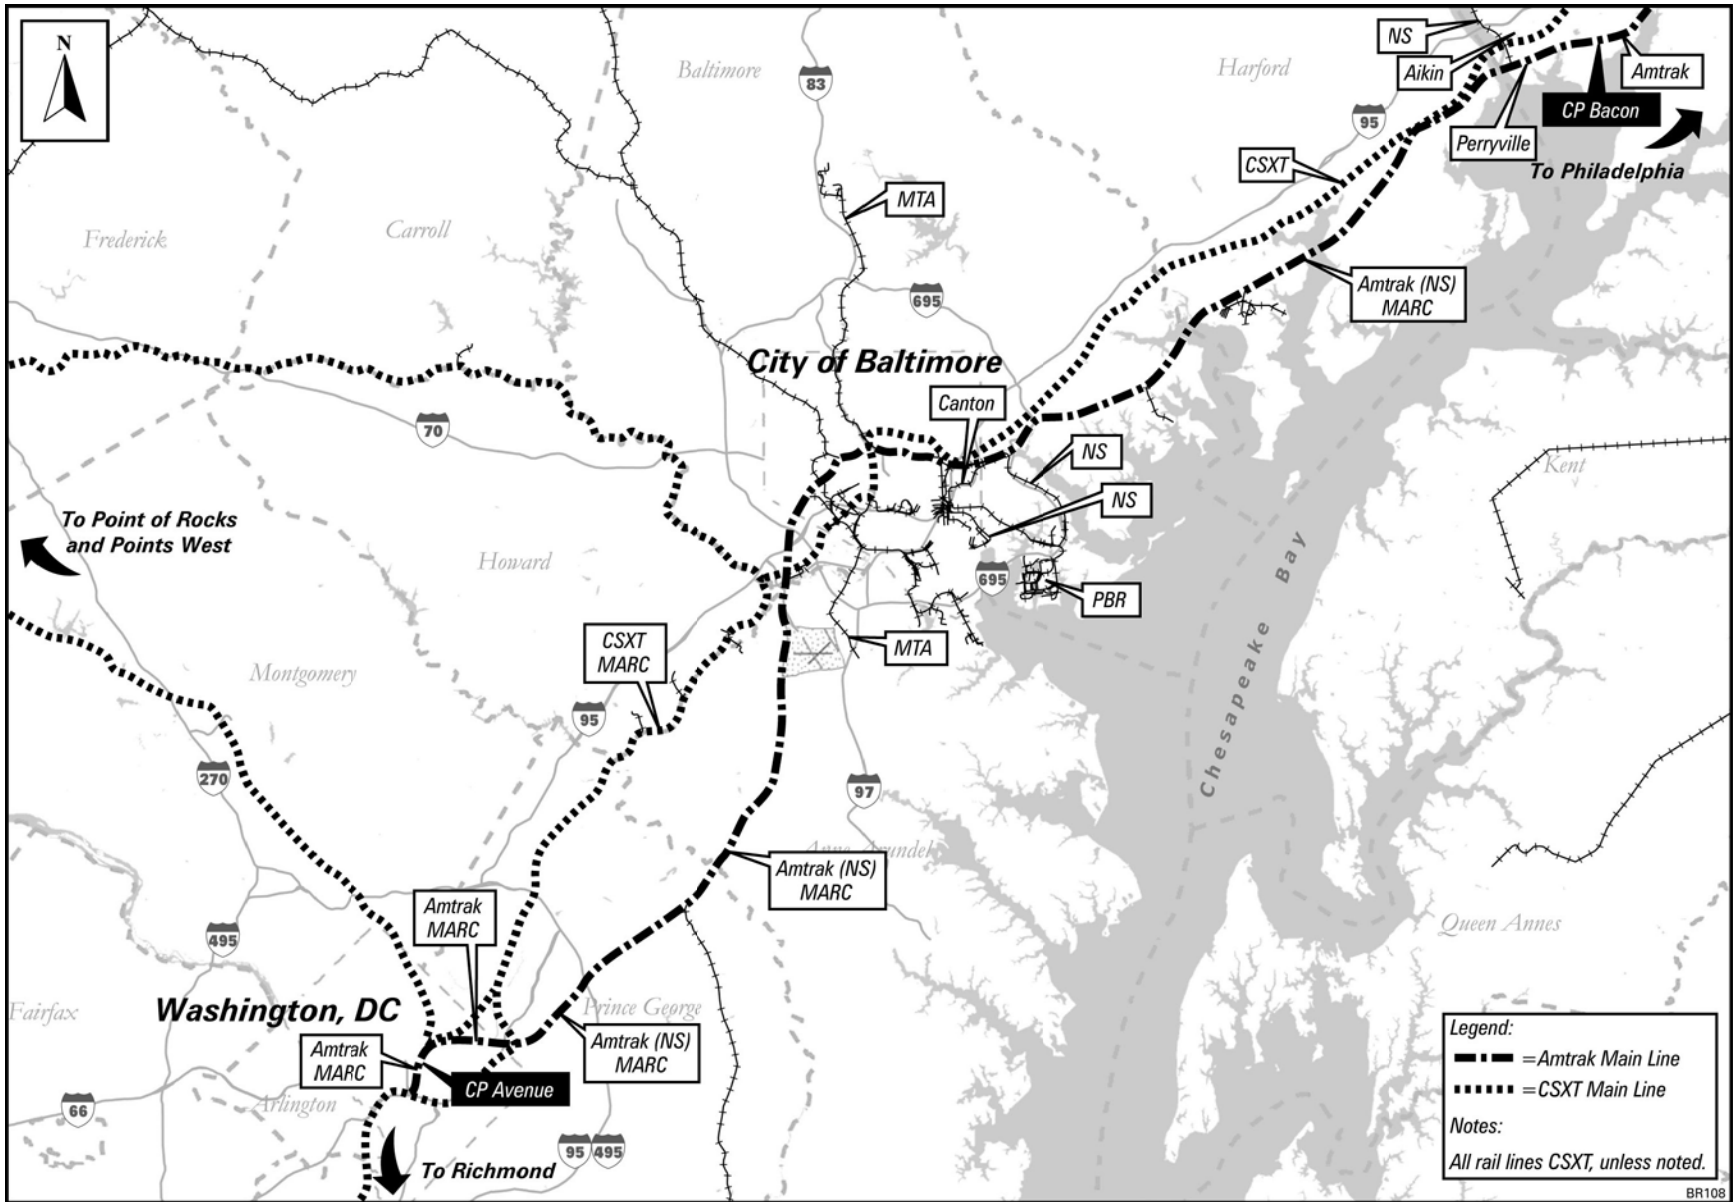 N
Baltimore
83
Harford
NS
Aikin
Amtrak
CP Bacon
95
Perryville
To Philadelphia
CSXT
MTA
Frederick
Carroll
695
Amtrak (NS)
MARC
City of Baltimore
Canton
70
NS
Kent
NS
To Point of Rocks
and Points West
Howard
695
PBR
CSXT
MARC
MTA
Montgomery
95
Chesapeake Bay
270
97
Anne Arundel
Amtrak (NS)
MARC
Amtrak
MARC
495
Queen Annes
Fairfax
Washington, DC
Prince George
Amtrak
MARC
Amtrak (NS)
MARC
CP Avenue
66
Arlington
To Richmond
95
495
Legend:
=Amtrak Main Line
=CSXT Main Line
Notes:
All rail lines CSXT, unless noted.
BR108